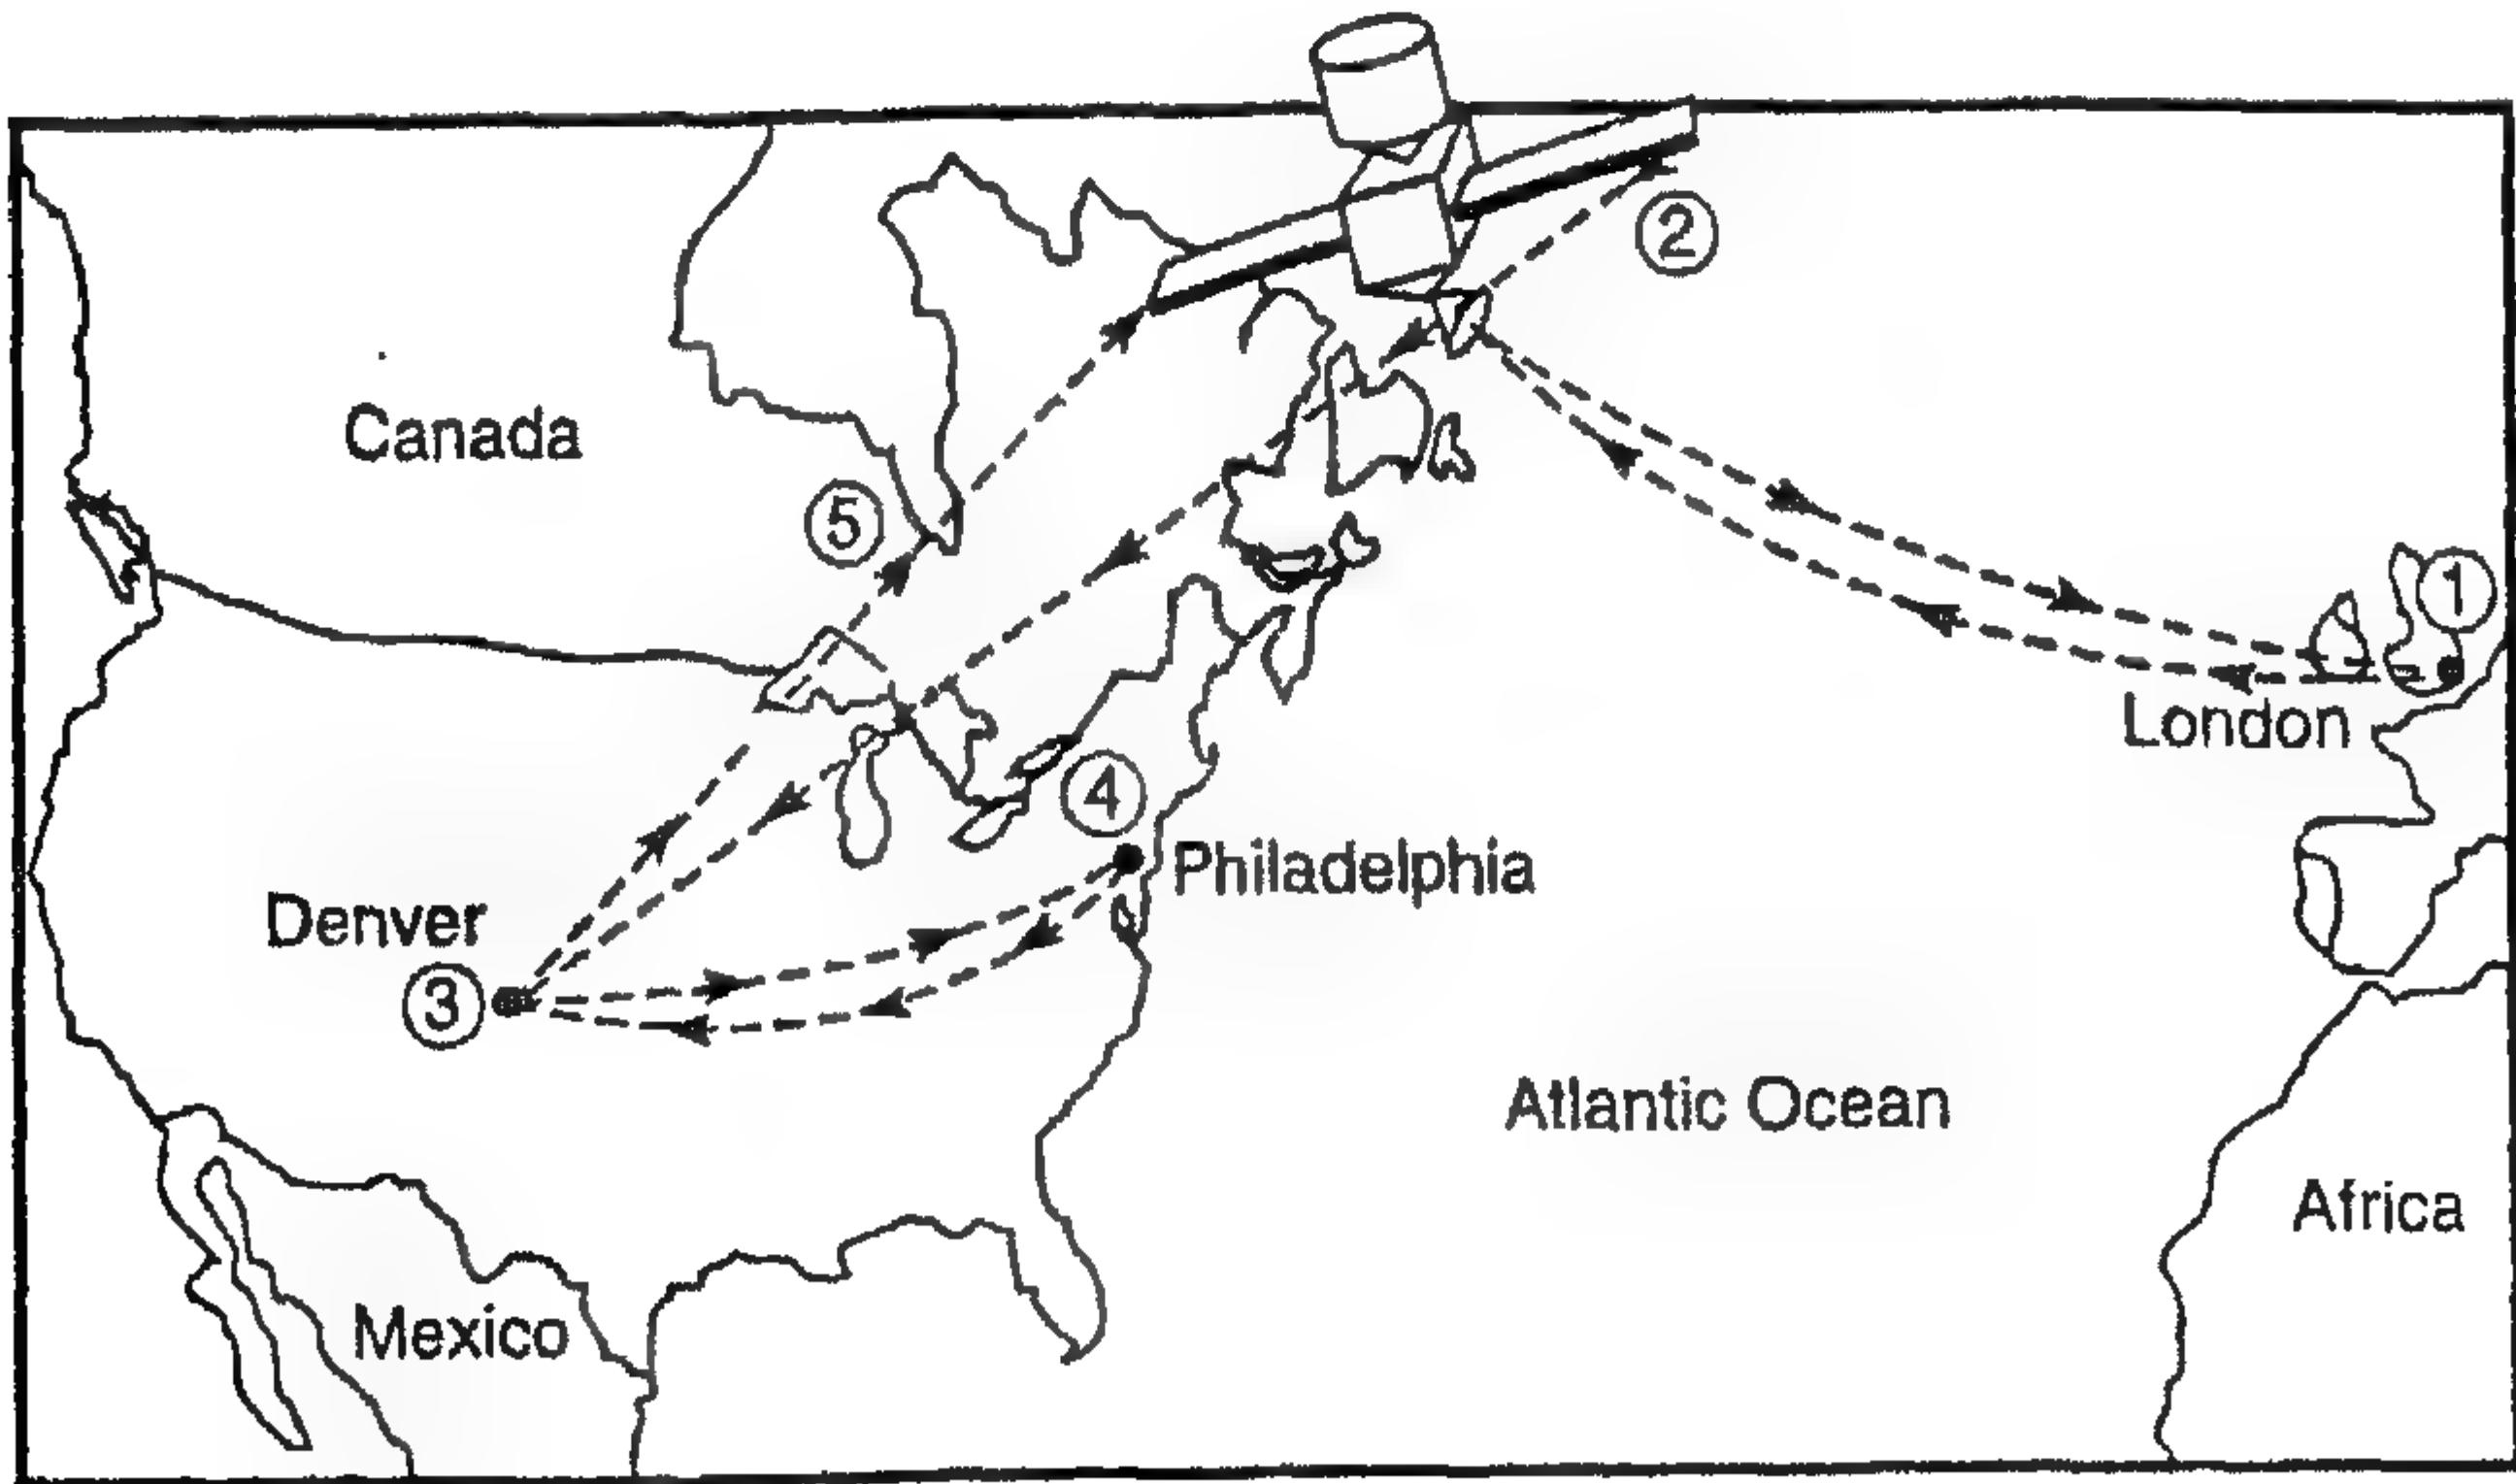 ②
Canada
⑤
①
London
④
Philadelphia
Denver
③
Atlantic Ocean
Africa
Mexico